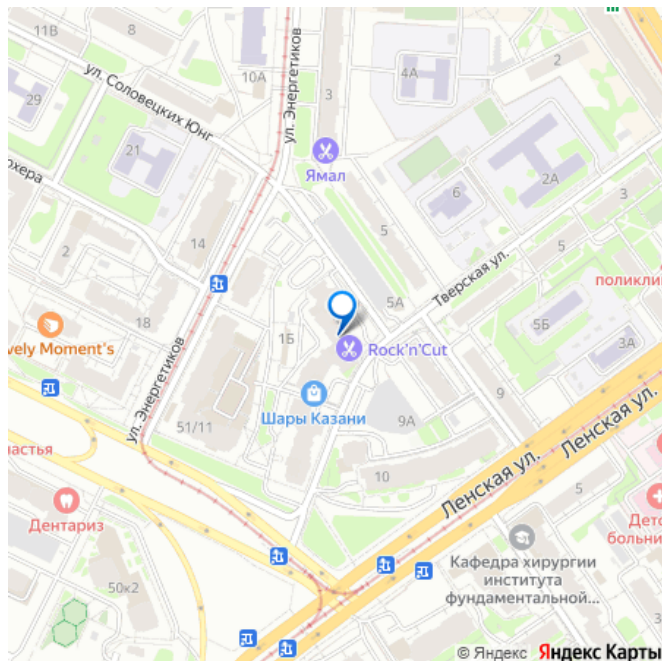 11В
8
10А
ул. Энергетиков
3
4А
2
ул. Соловецких Юнг
29
21
Ямал
6
2А
3
2
14
5
5
5А
Тверская ул.
поликли
18
1Б
5Б
3А
vely Moment's
Rock'n'Cut
ул. Энергетиков
Шары Казани
9А
9
51/11
10
Ленская ул.
Ленская ул.
астья
Дентариз
5
Детс
больни
Кафедра хирургии
института
фундаментальной...
50к2
© Яндекс Яндекс Карты